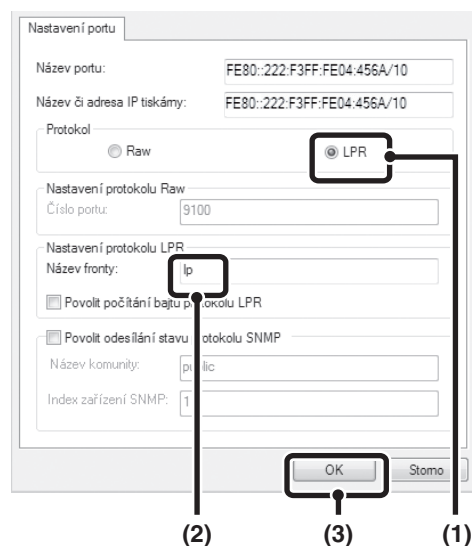 Nastavení portu
Název portu: FE80::222:F3FF:FE04:456A/10
Název či adresa IP tiskárny: FE80::222:F3FF:FE04:456A/10
Protokol
Raw LPR
Nastavení protokolu Raw
Číslo portu: 9100
Nastavení protokolu LPR
Název fronty: lp
Povolit počítání bajtu protokolu LPR
Povolit odesílání stavu protokolu SNMP
Název komunity: public
Index zařízení SNMP: 1
OK Storno
(2) (3) (1)